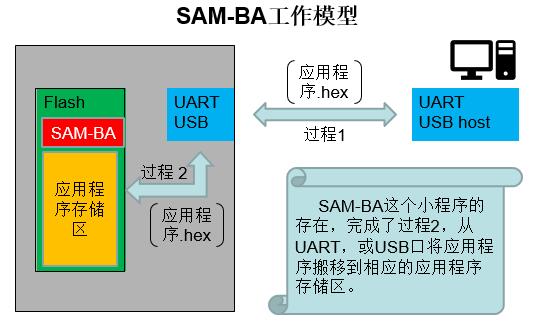 SAM-BA工作模型
应用程
序.hex
过程1
Flash
SAM-BA
应用程
序存储
区
UART
USB
过程 2
应用程
序.hex
UART
USB host
SAM-BA这个小程序的
存在，完成了过程2，从
UART，或USB口将应用程
序搬移到相应的应用程序
存储区。